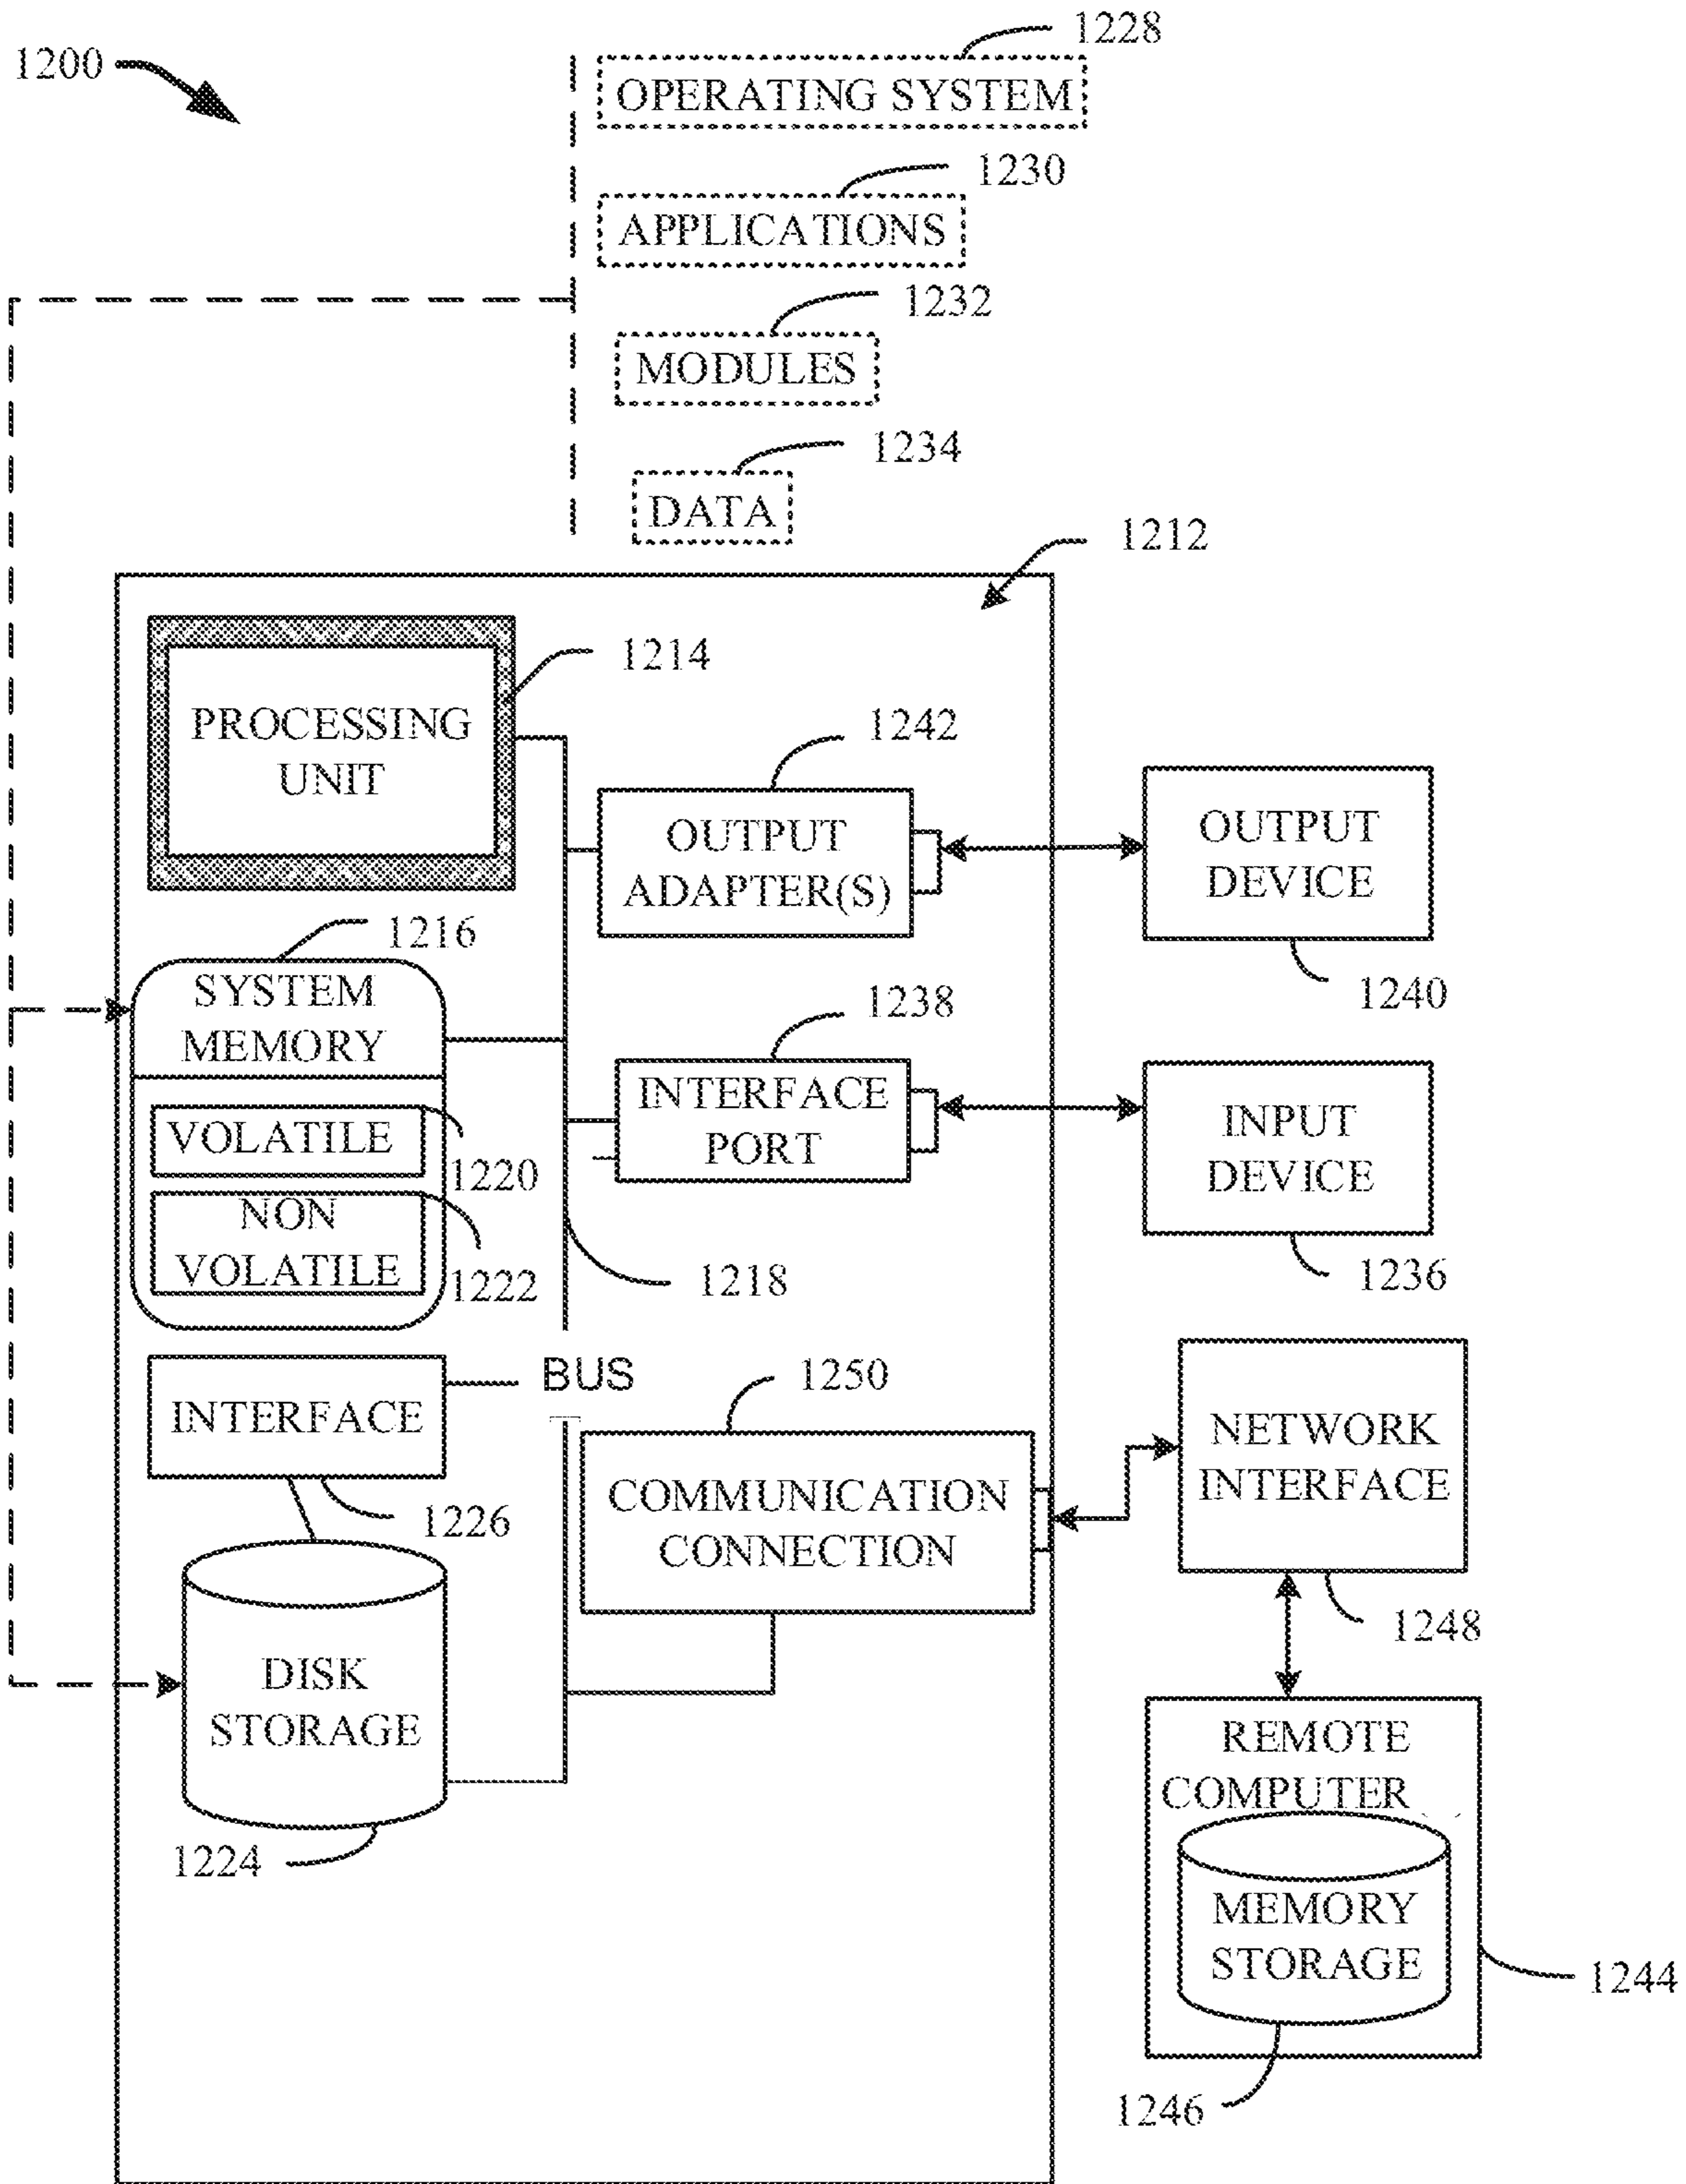 1228
1200
OPERATING SYSTEM
1230
APPLICATIONS
1232
MODULES
1234
DATA
1212
1214
PROCESSING
UNIT
1242
OUTPUT
ADAPTER(S)
OUTPUT
DEVICE
1240
1216
SYSTEM
MEMORY
VOLATILE
1220
NON
VOLATILE
1222
1238
INTERFACE
PORT
INPUT
DEVICE
1236
1218
BUS
INTERFACE
1226
1250
COMMUNICATION
CONNECTION
NETWORK
INTERFACE
1248
DISK
STORAGE
1224
REMOTE
COMPUTER
MEMORY
STORAGE
1244
1246